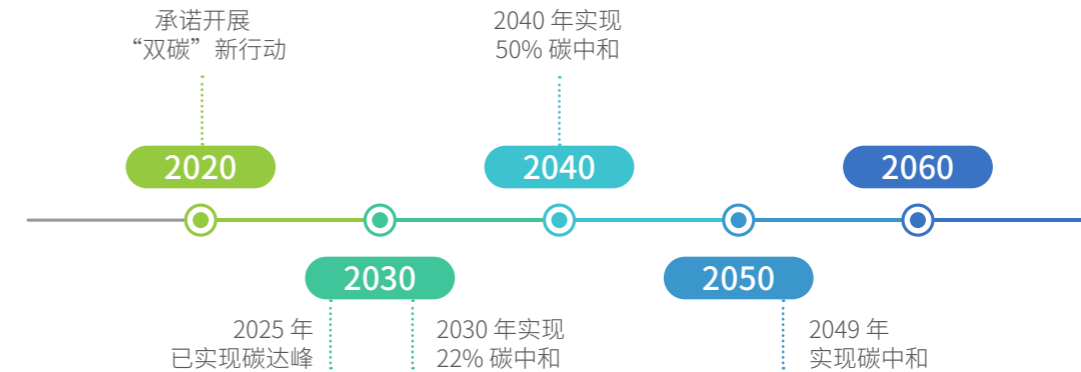 承诺开展
“双碳”新行动
2040 年实现
50% 碳中和
2020
2040
2060
2030
2050
2025 年
已实现碳达峰
2030 年实现
22% 碳中和
2049 年
实现碳中和